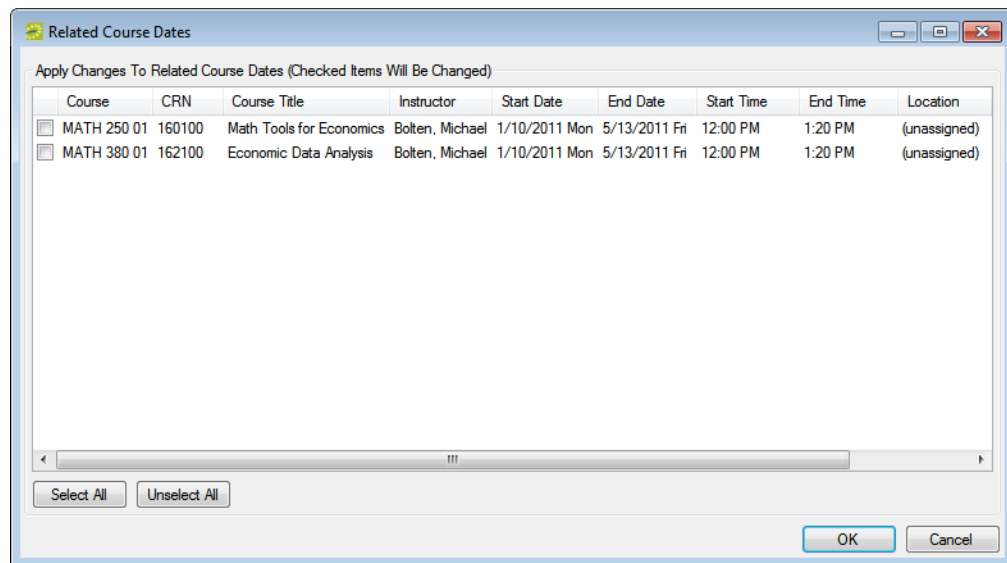 Related Course Dates
Apply Changes To Related Course Dates (Checked Items Will Be Changed)
Course CRN Course Title Instructor Start Date End Date Start Time End Time Location
MATH 250 01 160100 Math Tools for Economics Bolten, Michael 1/10/2011 Mon 5/13/2011 Fri 12:00 PM 1:20 PM (unassigned)
MATH 380 01 162100 Economic Data Analysis Bolten, Michael 1/10/2011 Mon 5/13/2011 Fri 12:00 PM 1:20 PM (unassigned)
Select All Unselect All
OK Cancel